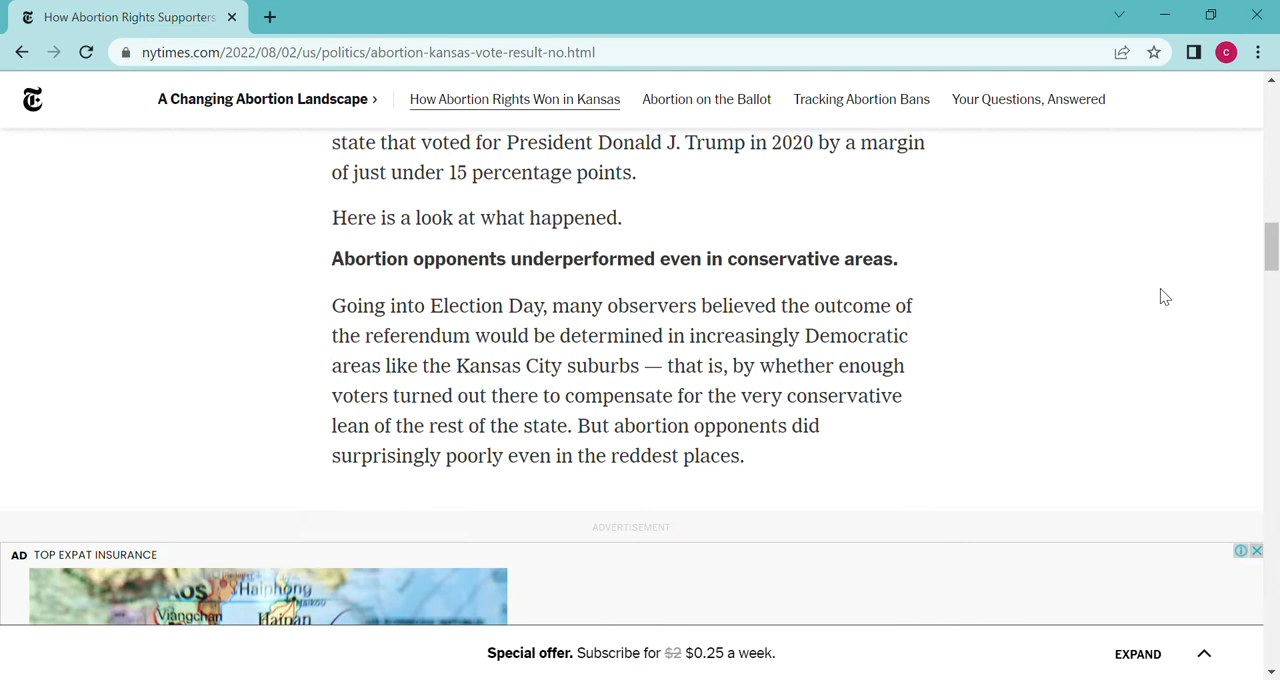 How Abortion Rights Supporters
nytimes.com/2022/08/02/us/politics/abortion-kansas-vote-result-no.html
C
A Changing Abortion Landscape ›
How Abortion Rights Won in Kansas
Abortion on the Ballot
Tracking Abortion Bans
Your Questions, Answered
state that voted for President Donald J. Trump in 2020 by a margin
of just under 15 percentage points.
Here is a look at what happened.
Abortion opponents underperformed even in conservative areas.
Going into Election Day, many observers believed the outcome of
the referendum would be determined in increasingly Democratic
areas like the Kansas City suburbs — that is, by whether enough
voters turned out there to compensate for the very conservative
lean of the rest of the state. But abortion opponents did
surprisingly poorly even in the reddest places.
ADVERTISEMENT
AD TOP EXPAT INSURANCE
AOS
Haiphong
Haikou
Viangchan
Hainan
Special offer. Subscribe for $2 $0.25 a week.
EXPAND